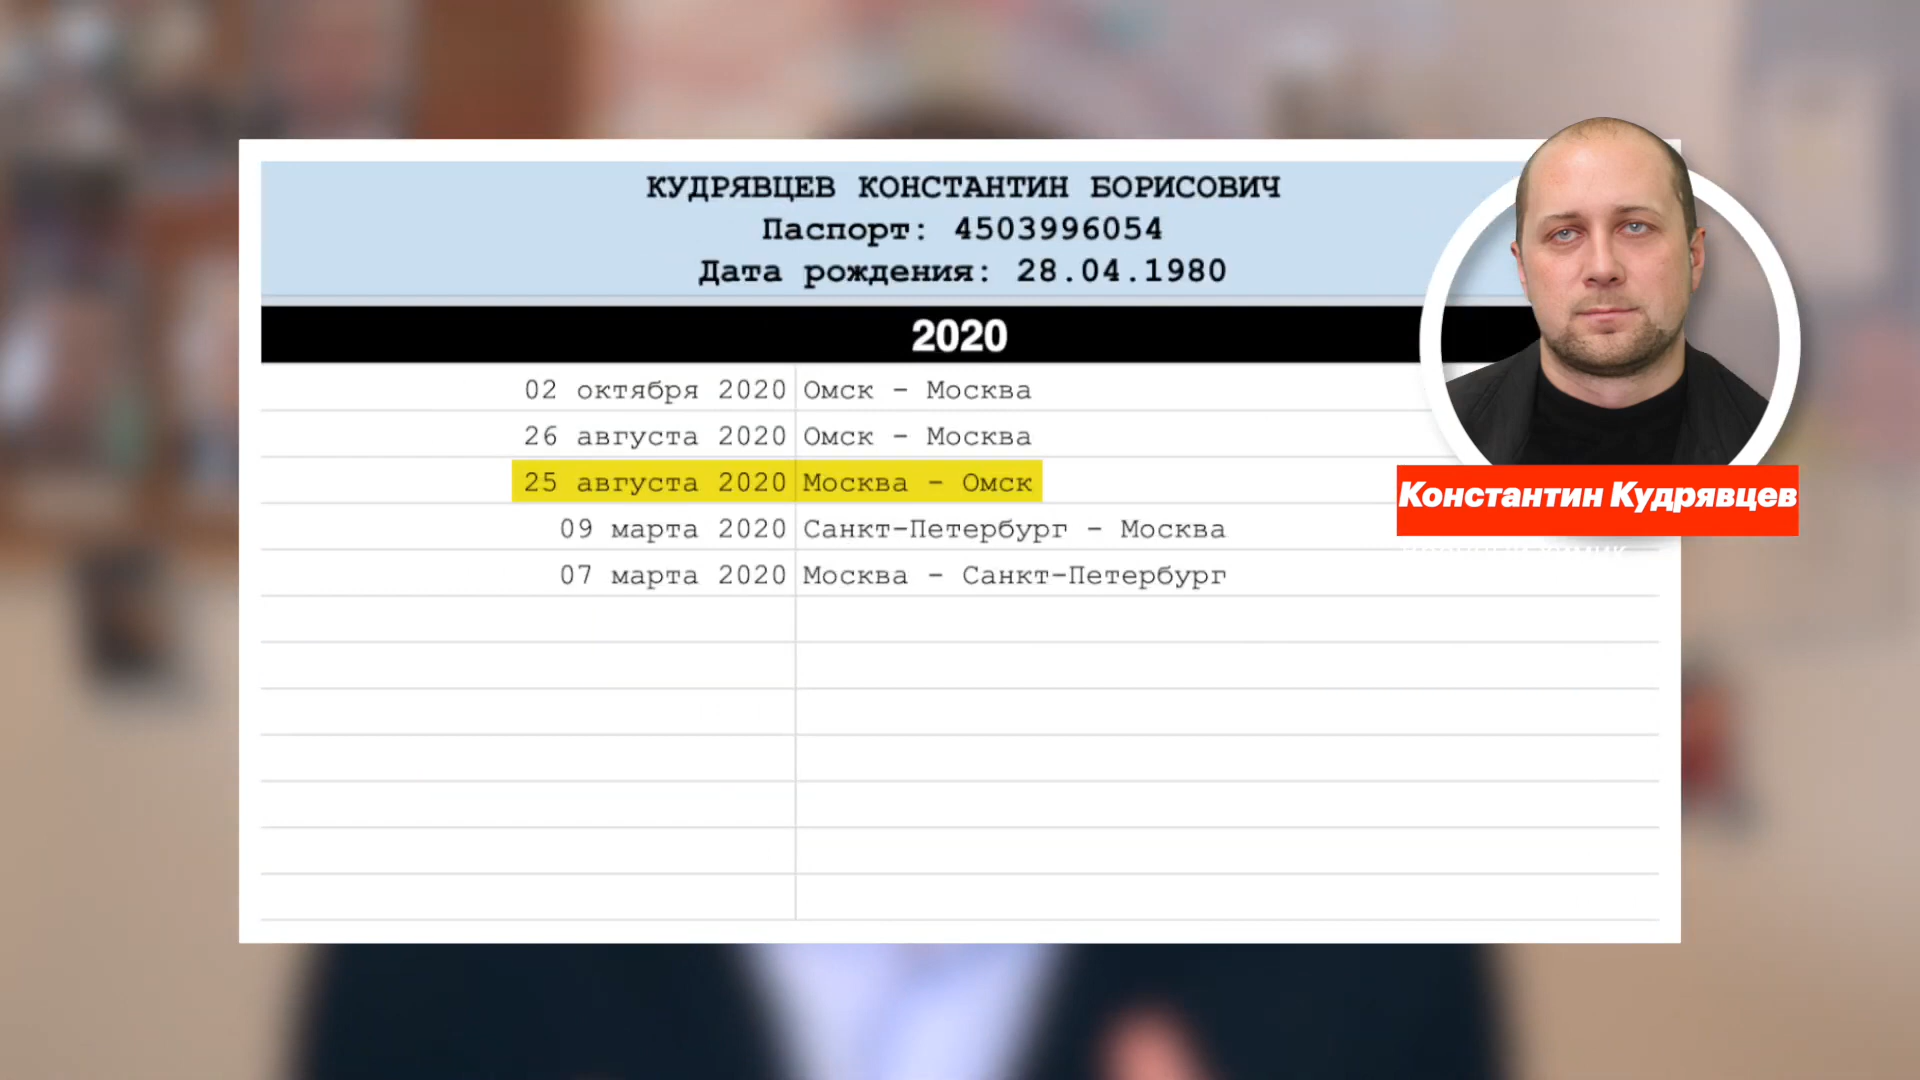 КУДРЯВЦЕВ КОНСТАНТИН БОРИСОВИЧ
Паспорт: 4503996054
Дата рождения: 28.04.1980
2020
02 октября 2020 Омск - Москва
26 августа 2020 Омск - Москва
25 августа 2020 Москва - Омск
09 марта 2020 Санкт-Петербург - Москва
07 марта 2020 Москва - Санкт-Петербург
Константин Кудрявцев